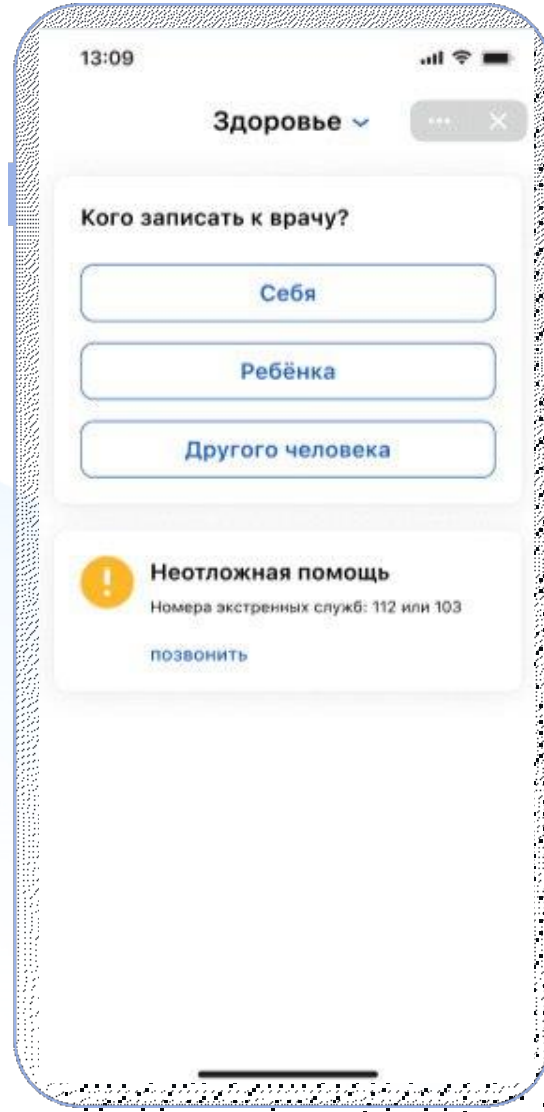 13:09
Здоровье
Кого записать к врачу?
Себя
Ребёнка
Другого человека
Неотложная помощь
Номера экстренных служб: 112 или 103
позвонить